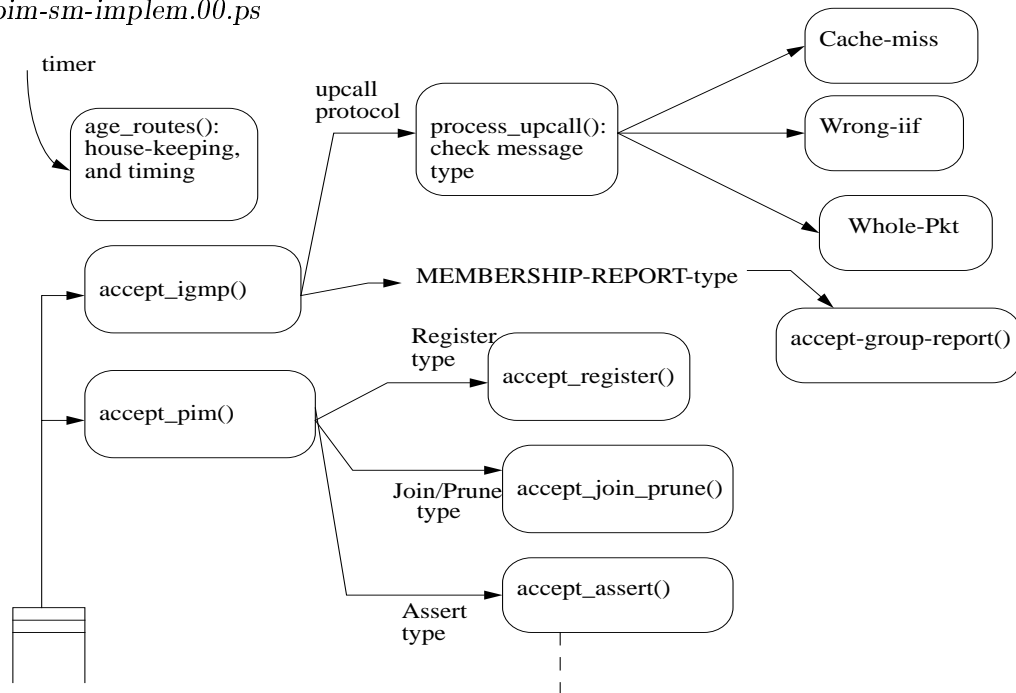 pim-sm-implem.00.ps
timer
age_routes():
house-keeping,
and timing
upcall
protocol
process_upcall():
check message
type
Cache-miss
Wrong-iif
Whole-Pkt
accept_igmp()
MEMBERSHIP-REPORT-type
accept-group-report()
Register
type
accept_register()
accept_pim()
Join/Prune
type
accept_join_prune()
Assert
type
accept_assert()